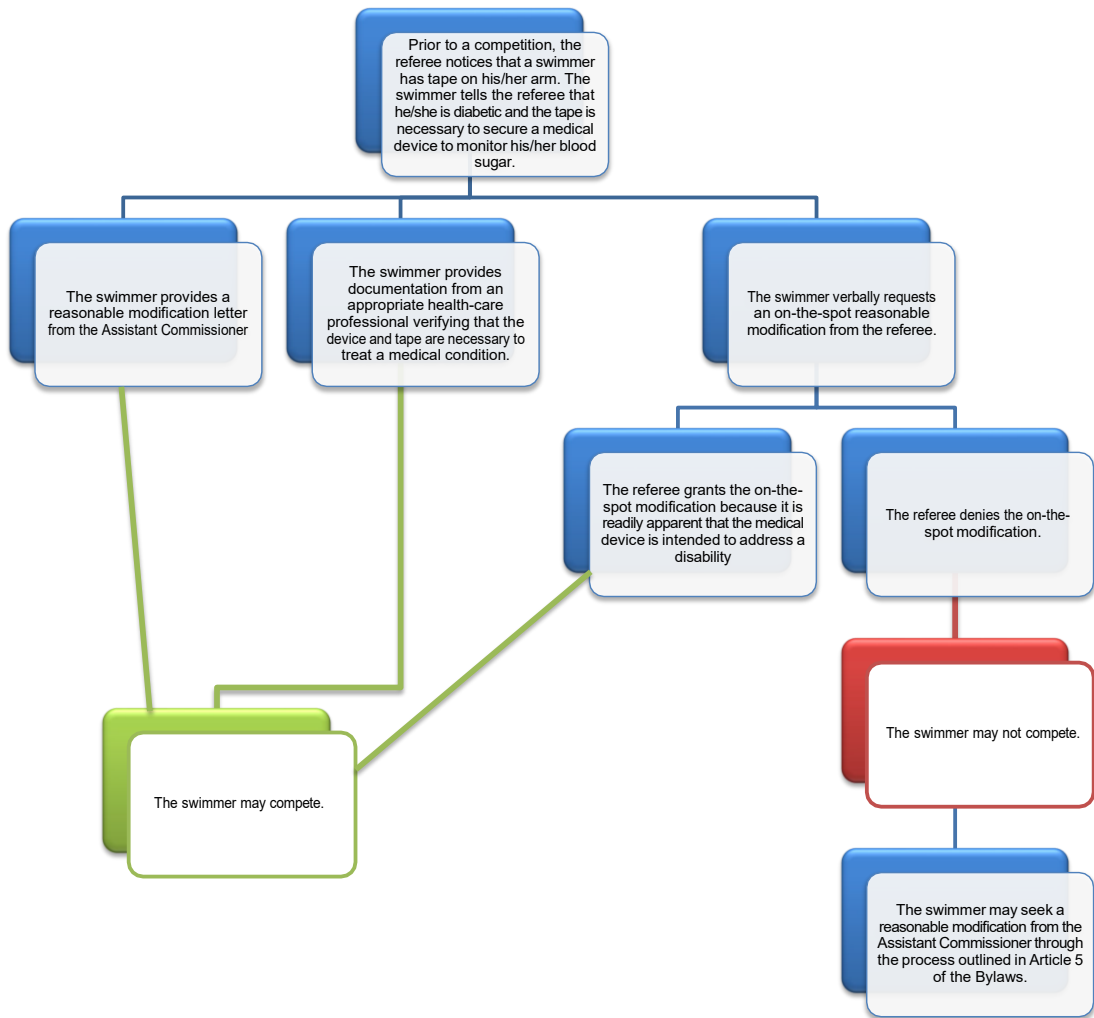 Prior to a competition, the
referee notices that a swimmer
has tape on his/her arm. The
swimmer tells the referee that
he/she is diabetic and the tape is
necessary to secure a medical
device to monitor his/her blood
sugar.
The swimmer provides a
reasonable modification letter
from the Assistant Commissioner
The swimmer provides
documentation from an
appropriate health-care
professional verifying that the
device and tape are necessary to
treat a medical condition.
The swimmer verbally requests
an on-the-spot reasonable
modification from the referee.
The referee grants the on-the-
spot modification because it is
readily apparent that the medical
device is intended to address a
disability
The referee denies the on-the-
spot modification.
The swimmer may not compete.
The swimmer may compete.
The swimmer may seek a
reasonable modification from the
Assistant Commissioner through
the process outlined in Article 5
of the Bylaws.